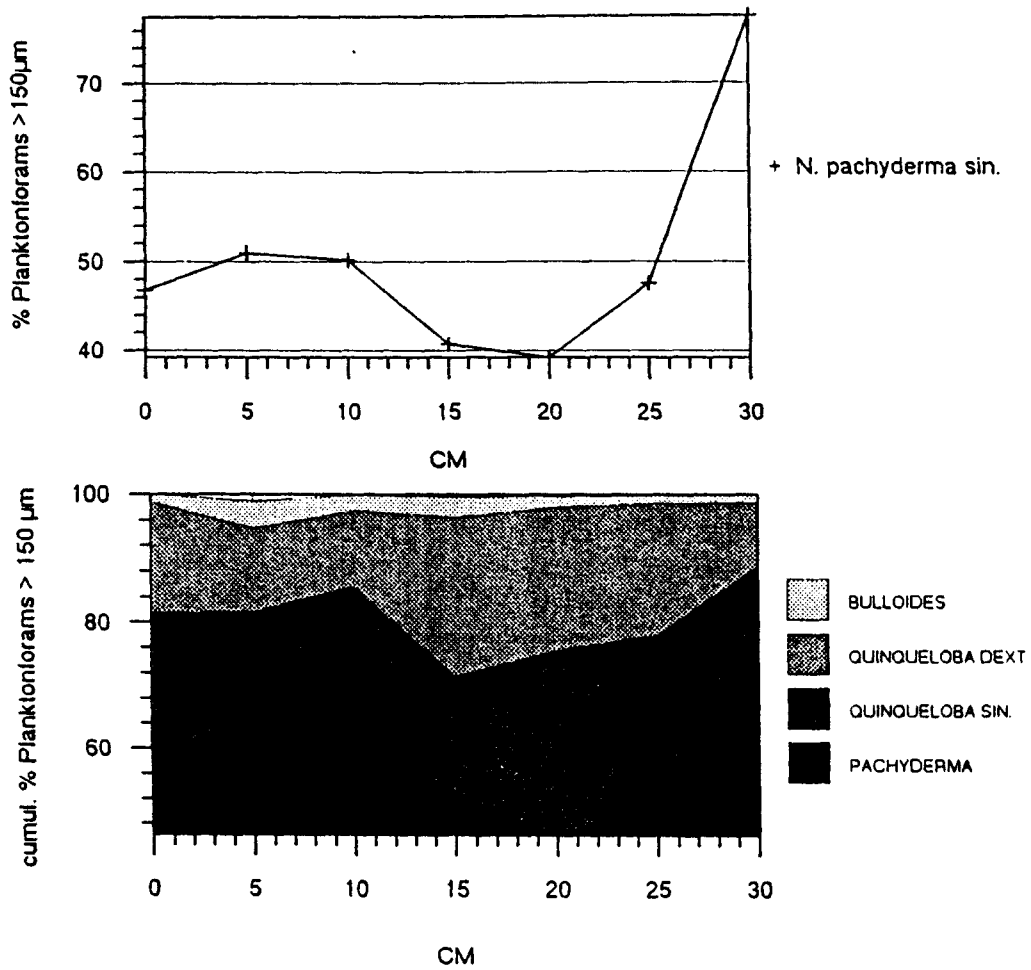 % Planktonforams >150µm
70
60
50
40
0 5 10 15 20 25 30
CM
+ N. pachyderma sin.
cumul. % Planktonforams > 150 µm
100
80
60
0 5 10 15 20 25 30
CM
BULLOIDES
QUINQUELOBA DEXT
QUINQUELOBA SIN.
PACHYDERMA